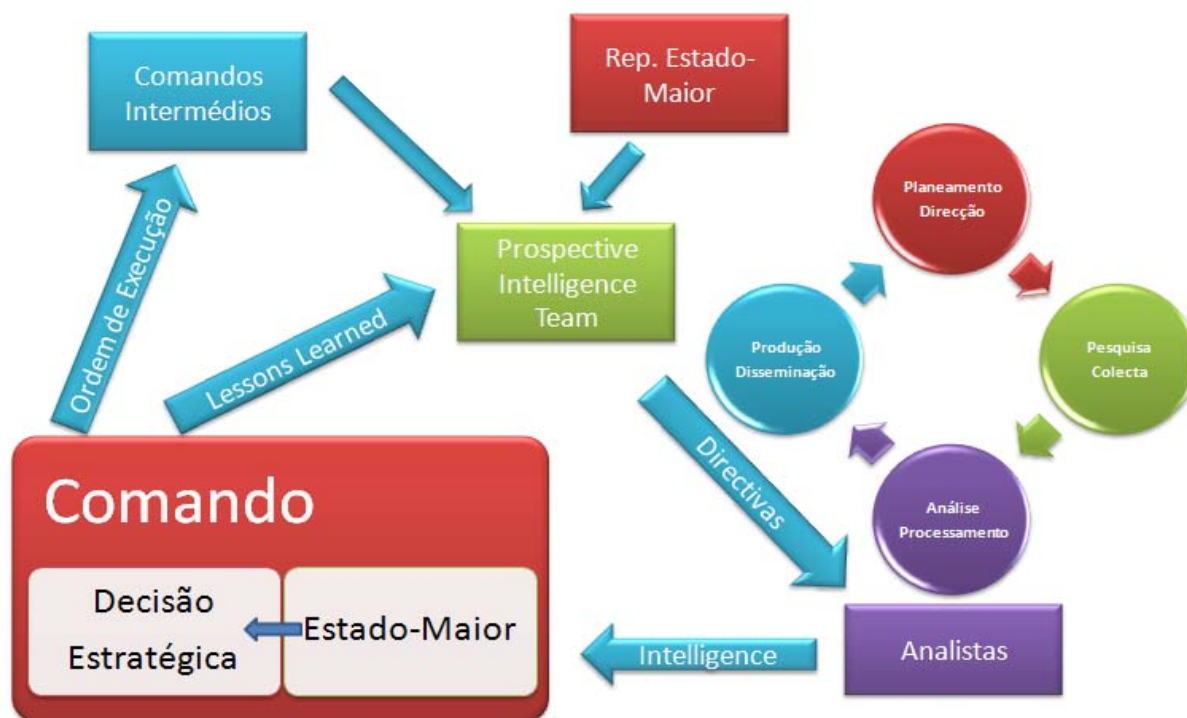 Comandos
Intermédios
Rep. Estado-
Maior
Planeamento
Direcção
Ordem de Execução
Lessons Learned
Prospective
Intelligence
Team
Produção
Disseminação
Pesquisa
Colecta
Directivas
Análise
Processamento
Comando
Decisão
Estratégica
Estado-Maior
Intelligence
Analistas